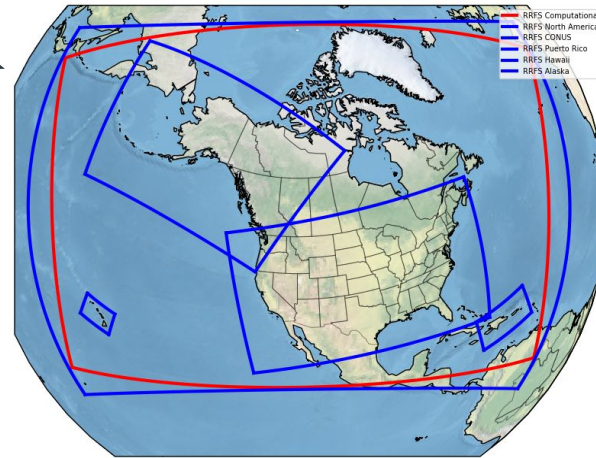 RRFS Computational
RRFS North America
RRFS CONUS
RRFS Puerto Rico
RRFS Hawaii
RRFS Alaska